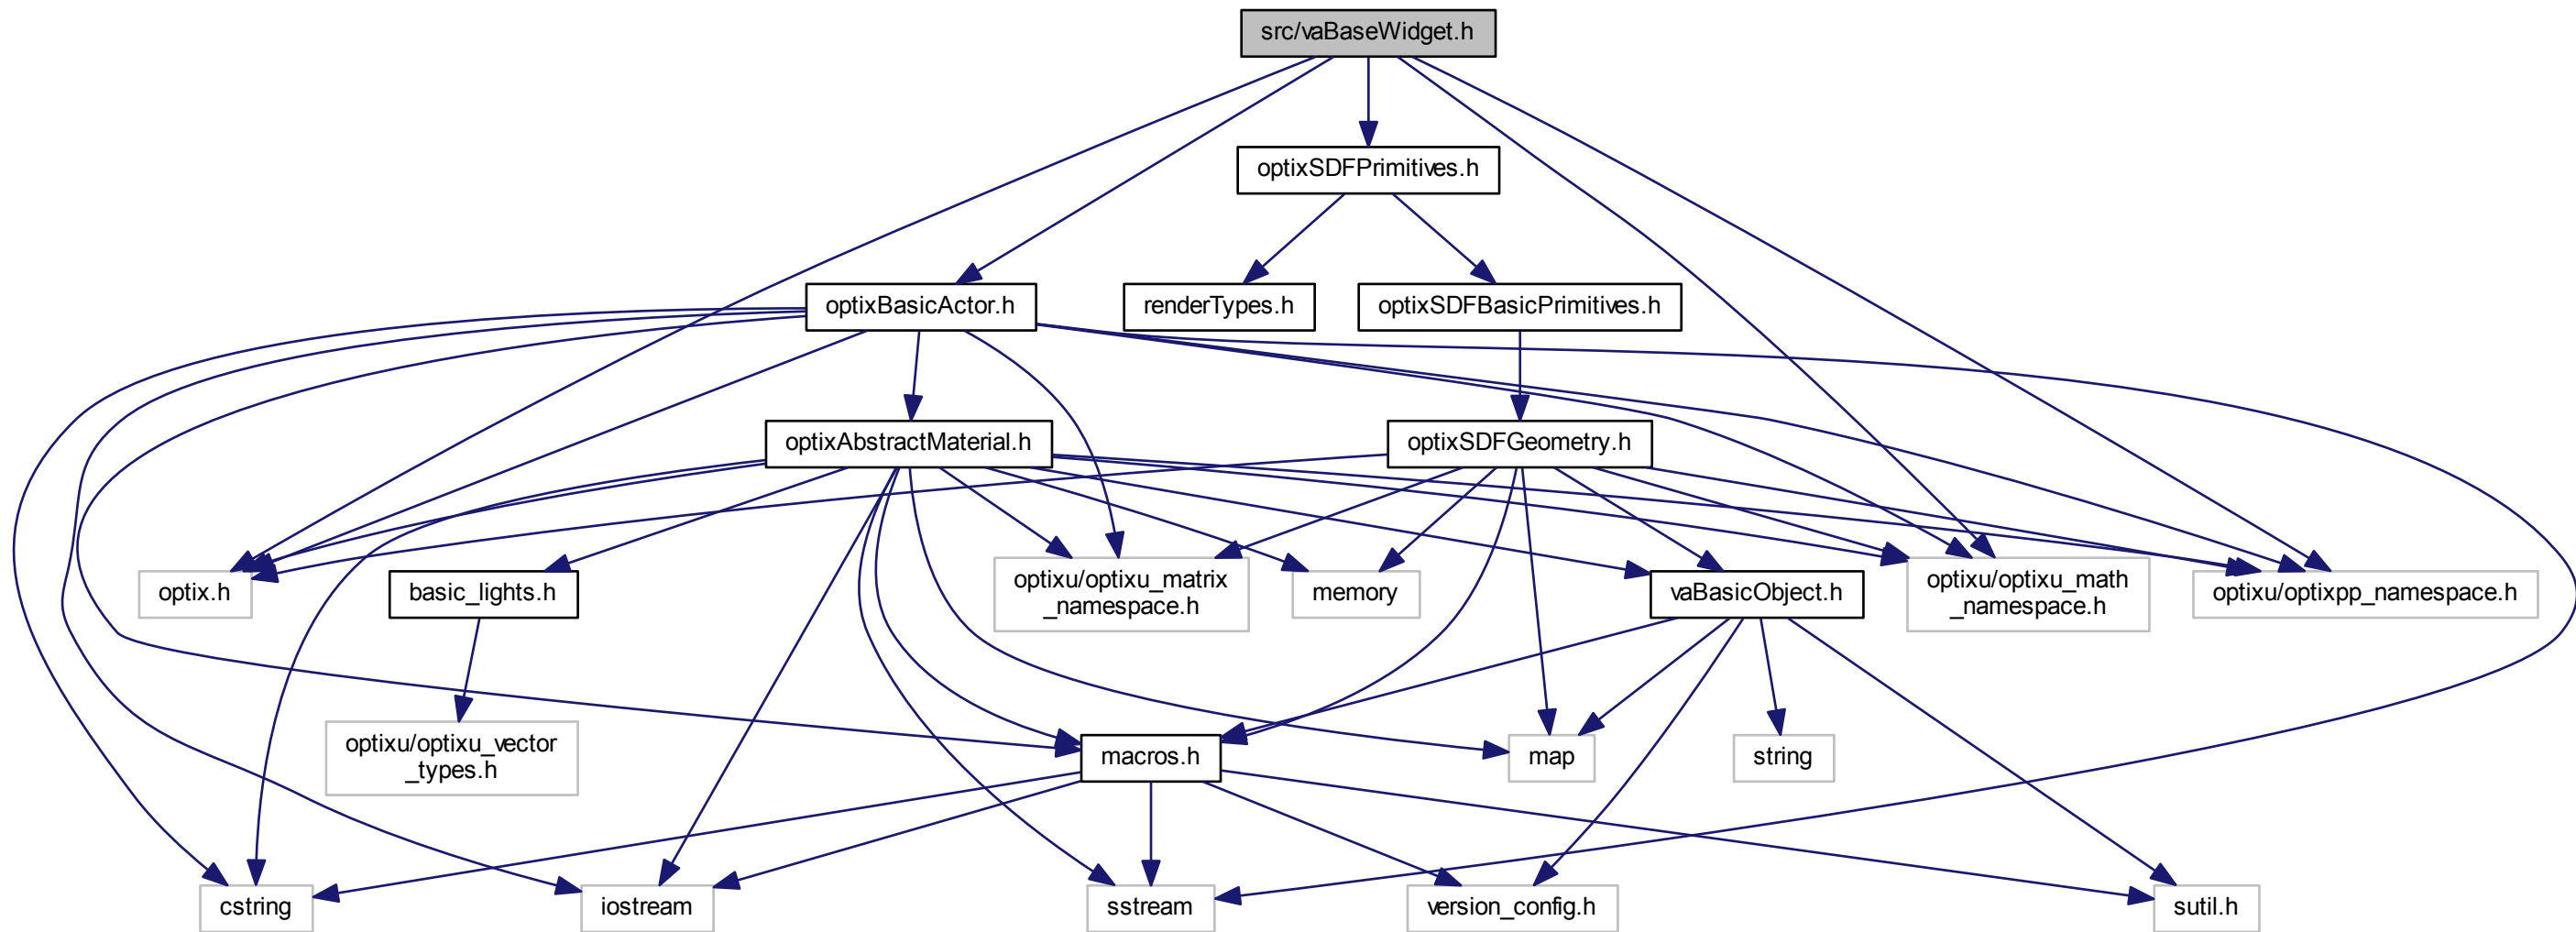 src/vaBaseWidget.h
optixSDFPrimitives.h
optixBasicActor.h
renderTypes.h
optixSDFBasicPrimitives.h
optixAbstractMaterial.h
optixSDFGeometry.h
optix.h
basic_lights.h
optixu/optixu_matrix
_namespace.h
memory
vaBasicObject.h
optixu/optixu_math
_namespace.h
optixu/optixpp_namespace.h
optixu/optixu_vector
_types.h
macros.h
map
string
cstring
iostream
sstream
version_config.h
sutil.h